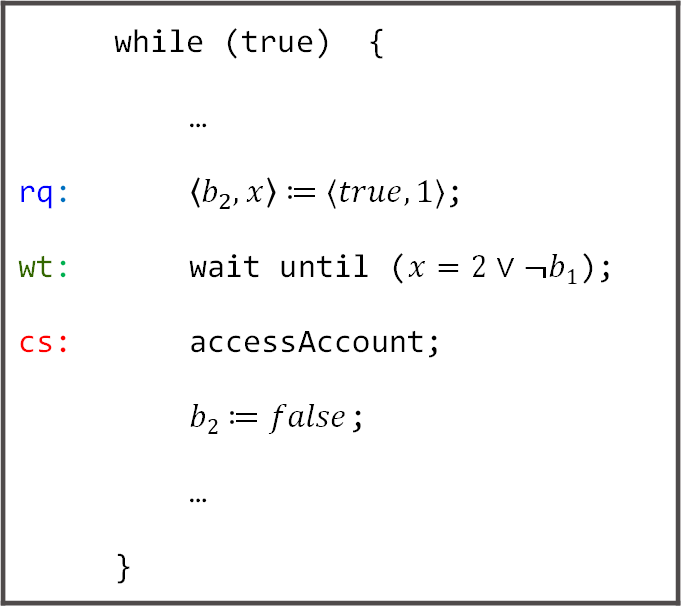 while (true) {
…
rq: ⟨b₂, x⟩ ≔ ⟨true, 1⟩;
wt: wait until (x = 2 ∨ ¬b₁);
cs: accessAccount;
b₂ ≔ false;
…
}